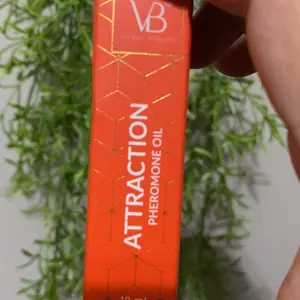 VB
ATTRACTION
PHEROMONE OIL